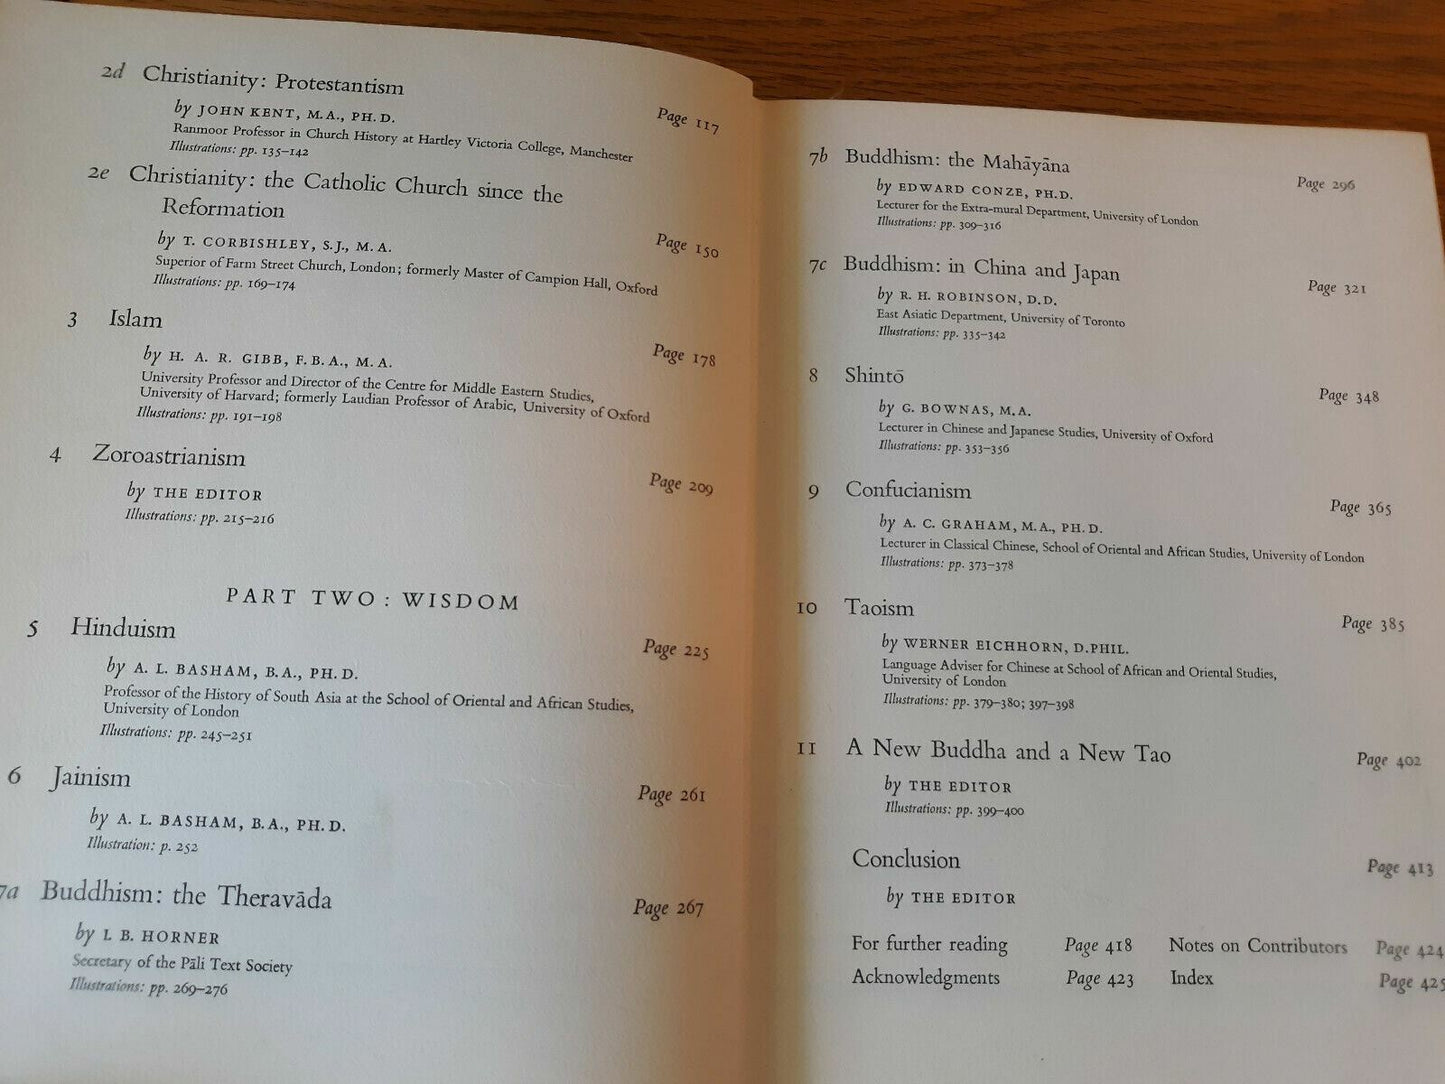 2d Christianity: Protestantism
by JOHN KENT, M.A., PH.D. Page 117
Ranmoor Professor in Church History at Hartley Victoria College, Manchester
Illustrations: pp. 135–142
2e Christianity: the Catholic Church since the
Reformation
by T. CORBISHLEY, S.J., M.A. Page 150
Superior of Farm Street Church, London; formerly Master of Campion Hall, Oxford
Illustrations: pp. 169–174
3 Islam
by H. A. R. GIBB, F.B.A., M.A. Page 178
University Professor and Director of the Centre for Middle Eastern Studies,
University of Harvard; formerly Laudian Professor of Arabic, University of Oxford
Illustrations: pp. 191–198
4 Zoroastrianism
by THE EDITOR Page 209
Illustrations: pp. 215–216
PART TWO: WISDOM
5 Hinduism Page 225
by A. L. BASHAM, B.A., PH.D.
Professor of the History of South Asia at the School of Oriental and African Studies,
University of London
Illustrations: pp. 245–251
6 Jainism Page 261
by A. L. BASHAM, B.A., PH.D.
Illustration: p. 252
7a Buddhism: the Theravāda Page 267
by I. B. HORNER
Secretary of the Pāli Text Society
Illustrations: pp. 269–276
7b Buddhism: the Mahāyāna Page 296
by EDWARD CONZE, PH.D.
Lecturer for the Extra-mural Department, University of London
Illustrations: pp. 309–316
7c Buddhism: in China and Japan Page 321
by R. H. ROBINSON, D.D.
East Asiatic Department, University of Toronto
Illustrations: pp. 335–342
8 Shintō Page 348
by G. BOWNAS, M.A.
Lecturer in Chinese and Japanese Studies, University of Oxford
Illustrations: pp. 353–356
9 Confucianism Page 365
by A. C. GRAHAM, M.A., PH.D.
Lecturer in Classical Chinese, School of Oriental and African Studies, University of London
Illustrations: pp. 373–378
10 Taoism Page 385
by WERNER EICHHORN, D.PHIL.
Language Adviser for Chinese at School of African and Oriental Studies,
University of London
Illustrations: pp. 379–380; 397–398
11 A New Buddha and a New Tao Page 402
by THE EDITOR
Illustrations: pp. 399–400
Conclusion Page 413
by THE EDITOR
For further reading Page 418 Notes on Contributors Page 424
Acknowledgments Page 423 Index Page 425